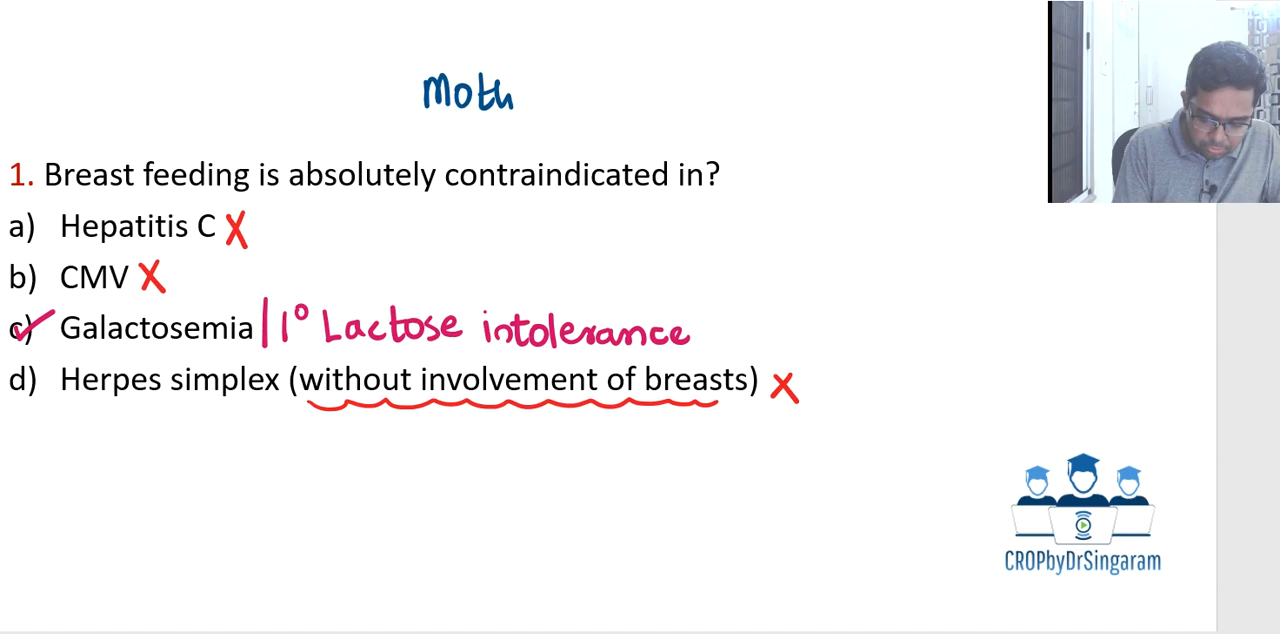 Moth
1. Breast feeding is absolutely contraindicated in?
a) Hepatitis C X
b) CMV X
c) Galactosemia | 1° Lactose intolerance
d) Herpes simplex (without involvement of breasts) X
CROPbyDrSingaram